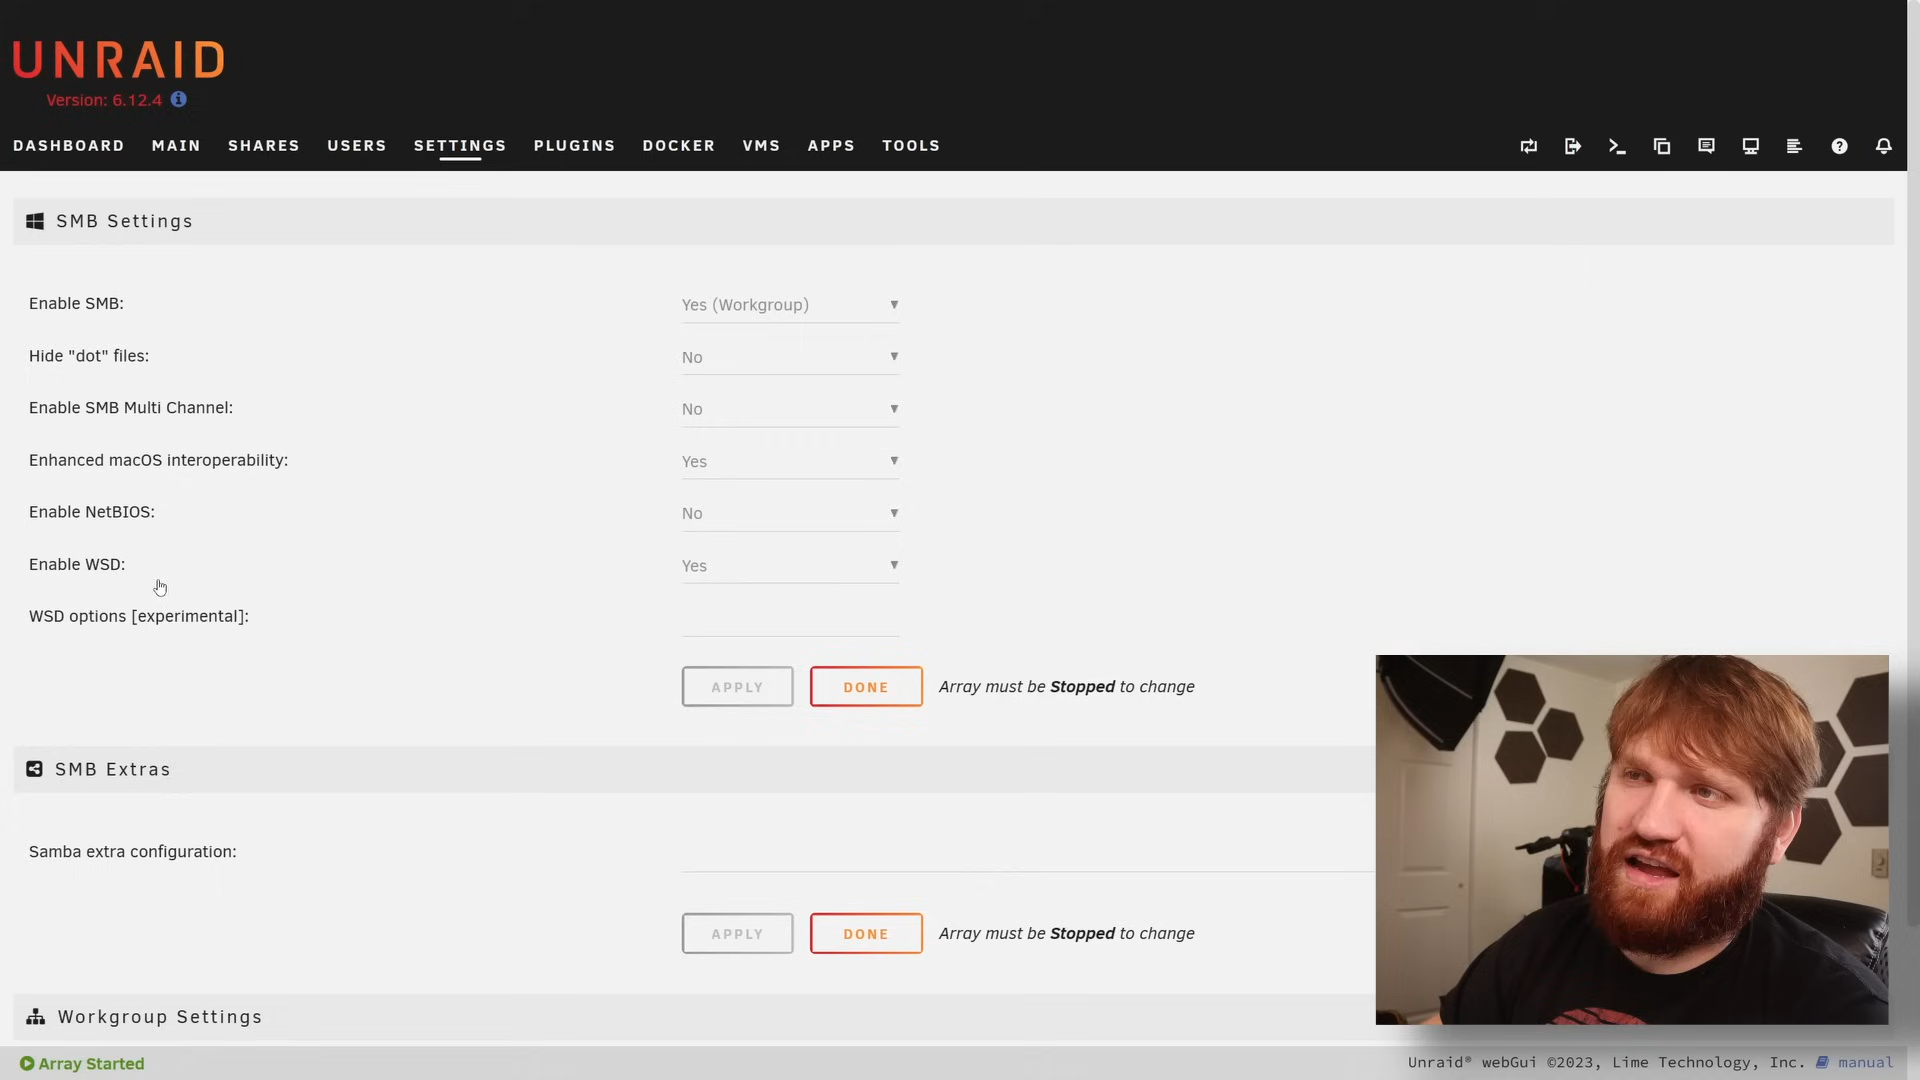 UNRAID
Version: 6.12.4
DASHBOARD MAIN SHARES USERS SETTINGS PLUGINS DOCKER VMS APPS TOOLS
SMB Settings
Enable SMB: Yes (Workgroup)
Hide "dot" files: No
Enable SMB Multi Channel: No
Enhanced macOS interoperability: Yes
Enable NetBIOS: No
Enable WSD: Yes
WSD options [experimental]:
APPLY DONE Array must be Stopped to change
SMB Extras
Samba extra configuration:
APPLY DONE Array must be Stopped to change
Workgroup Settings
Array Started
Unraid® webGui ©2023, Lime Technology, Inc. manual